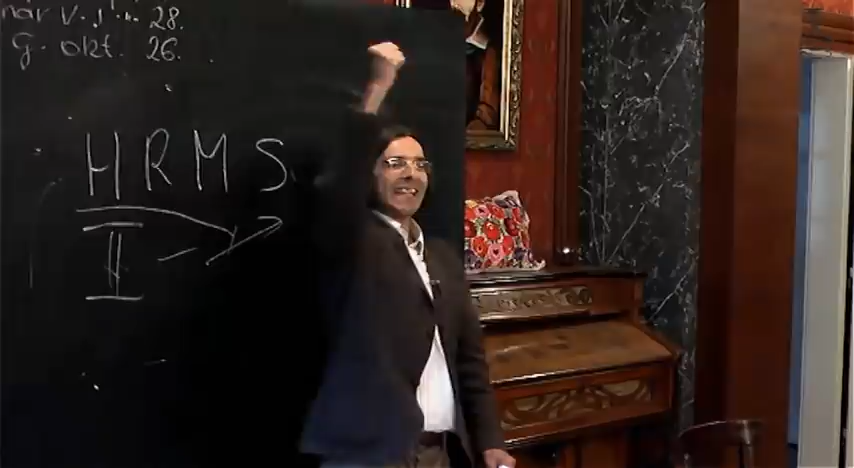 V. 28.
G. okt. 26.
HRMS
II